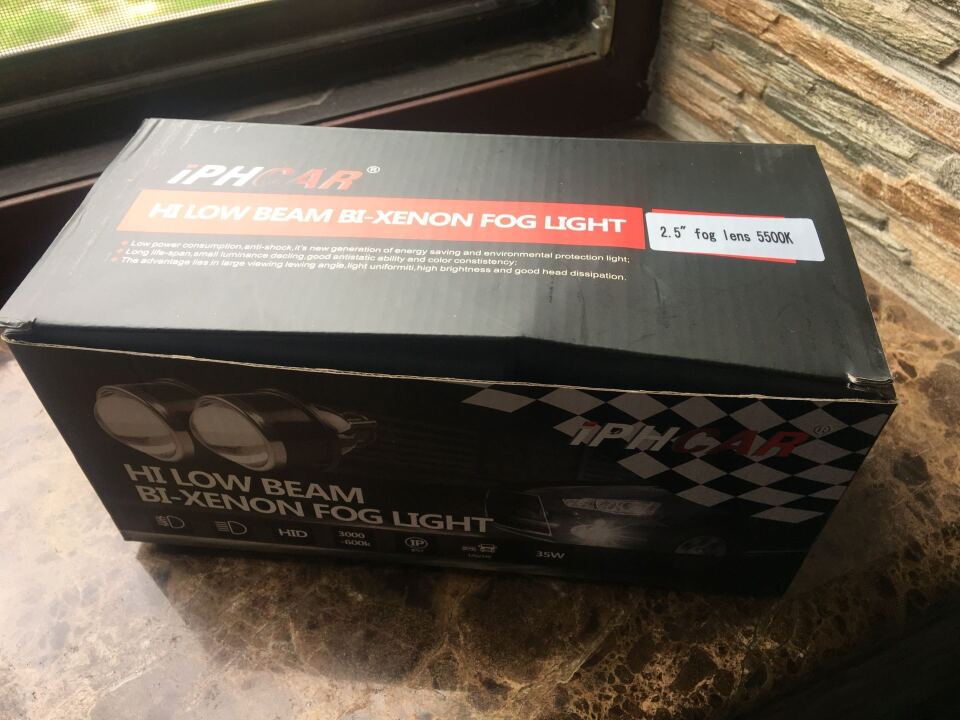 iPHCAR®
HI LOW BEAM BI-XENON FOG LIGHT
2.5" fog lens 5500K
Low power consumption,anti-shock,it's new generation of energy saving and environmental protection light;
Long life-span,small luminance decling,good antistatic ability and color constistency;
The advantage lies in large viewing lewing angle,light uniformiti,high brightness and good head dissipation.
iPHCAR®
HI LOW BEAM
BI-XENON FOG LIGHT
HID
3000
-600k
IP
35W